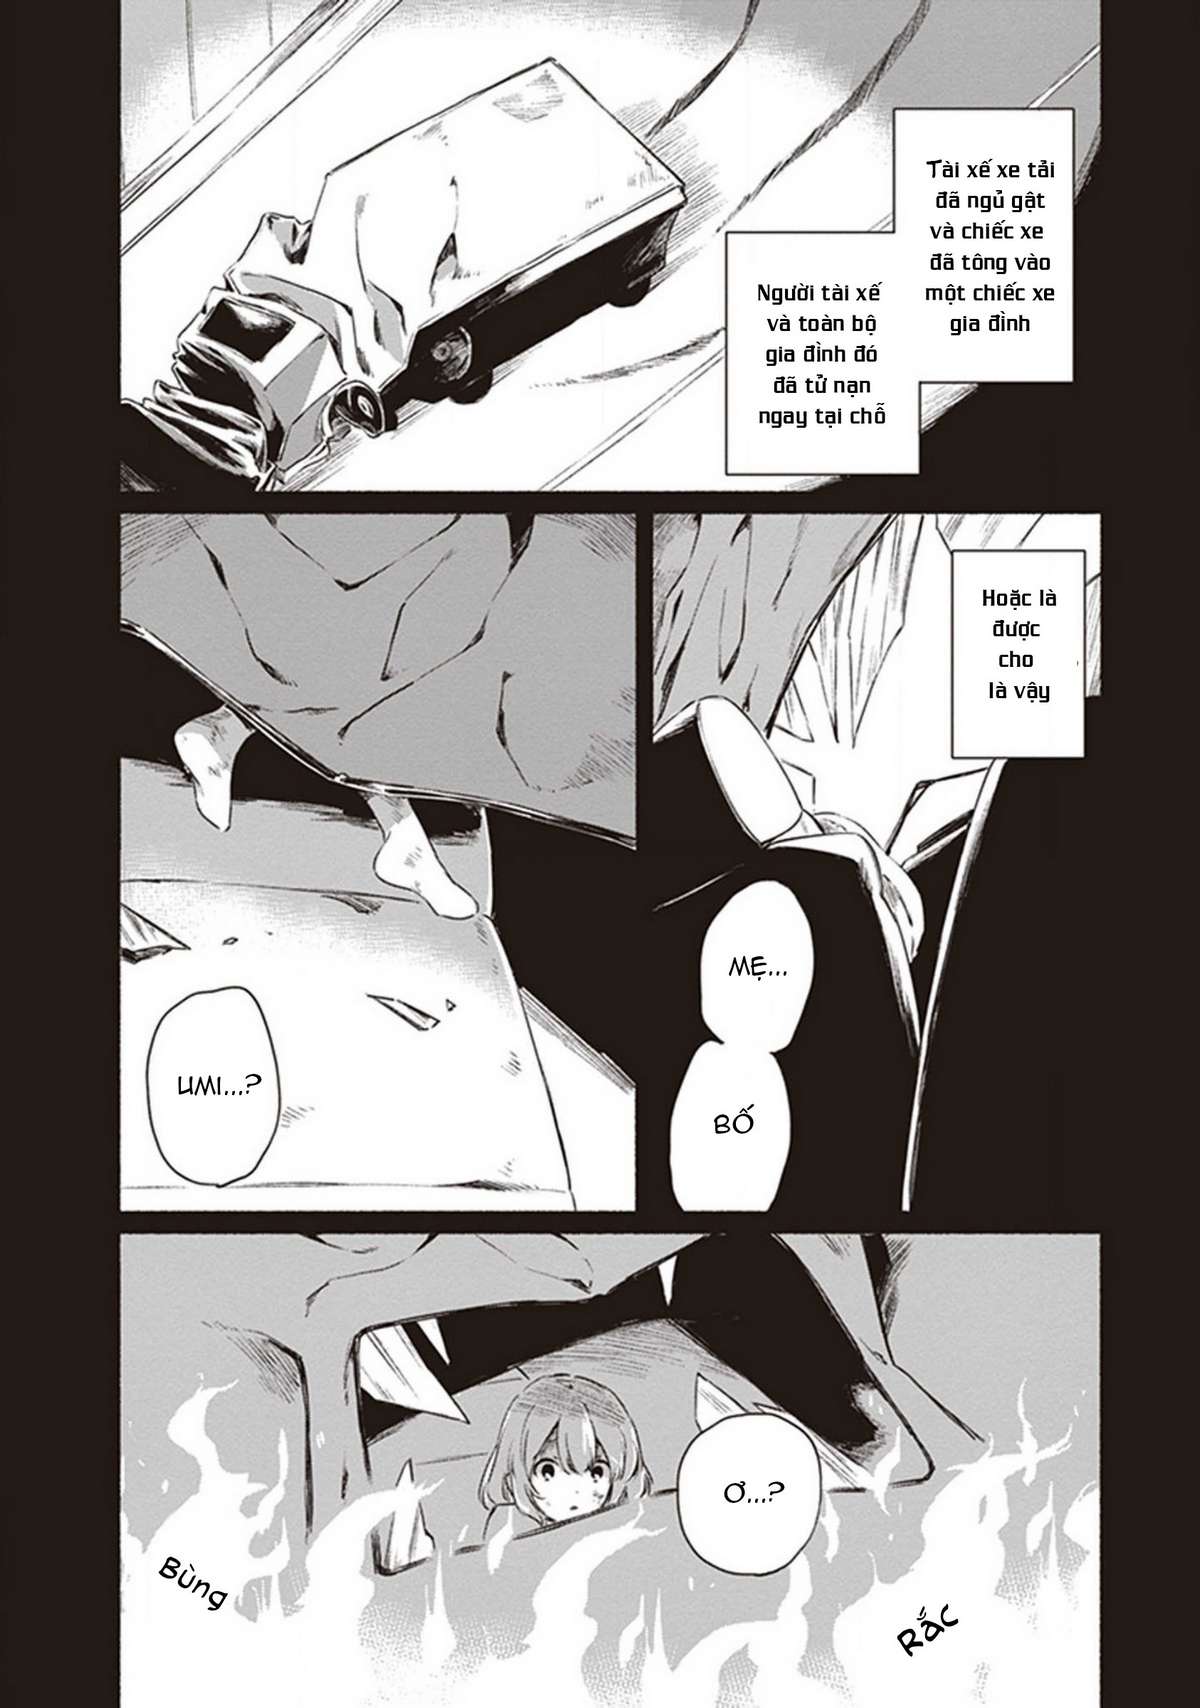 Tài xế xe tải
đã ngủ gật
và chiếc xe
đã tông vào
một chiếc xe
gia đình
Người tài xế
và toàn bộ
gia đình đó
đã tử nạn
ngay tại chỗ
Hoặc là
được
cho
là vậy
MẸ...
BỐ
UMI...?
Ơ...?
Bùng
Rắc